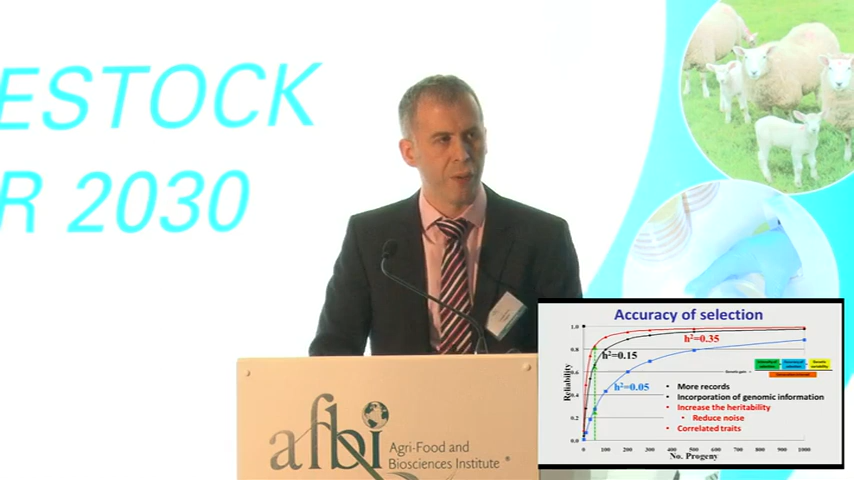 ESTOCK
R 2030
afbi
Agri-Food and
Biosciences Institute
Accuracy of selection
1.0
0.8
0.6
0.4
0.2
0.0
Reliability
h²=0.35
h²=0.15
h²=0.05
Genetic gain =
• More records
• Incorporation of genomic information
• Increase the heritability
• Reduce noise
• Correlated traits
0 100 200 300 400 500 600 700 800 900 1000
No. Progeny